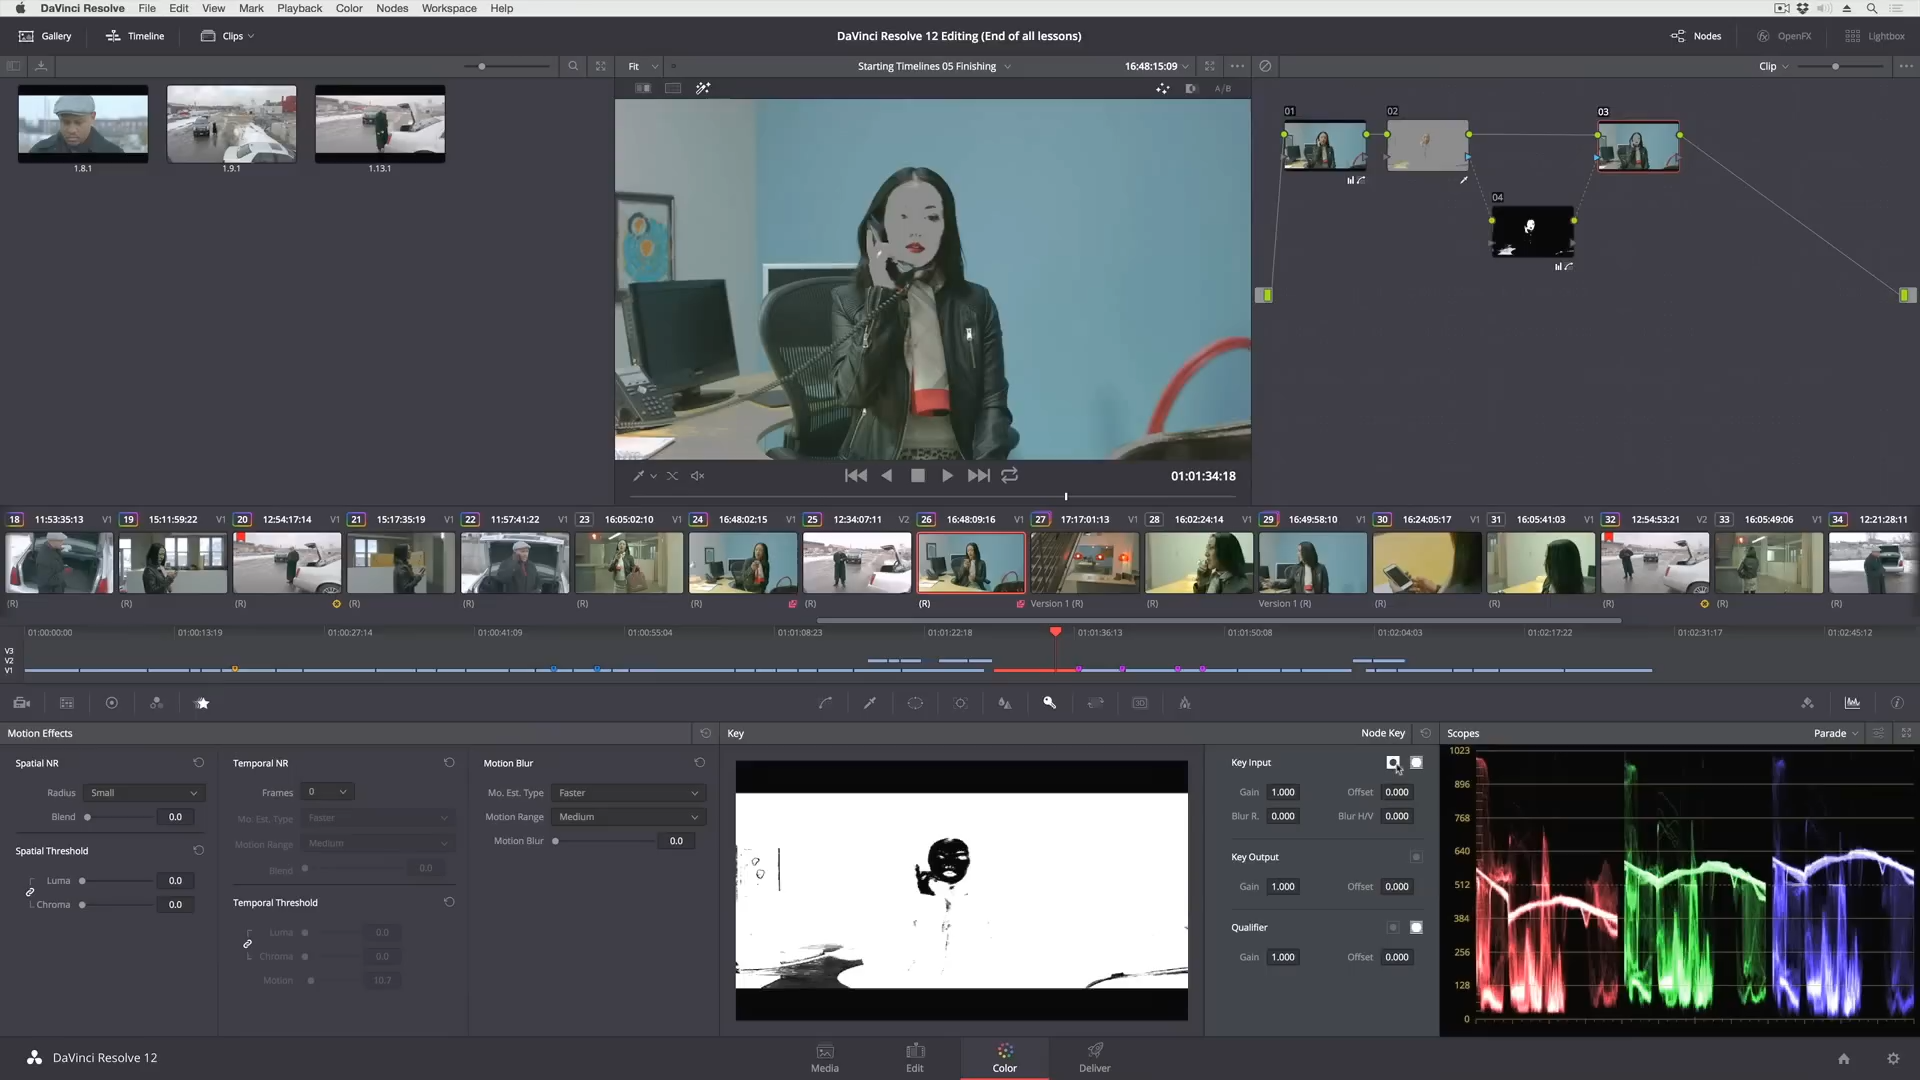 DaVinci Resolve File Edit View Mark Playback Color Nodes Workspace Help
Gallery Timeline Clips DaVinci Resolve 12 Editing (End of all lessons) Nodes OpenFX Lightbox
Fit Starting Timelines 05 Finishing 16:48:15:09 Clip
A/B
1.8.1 1.9.1 1.13.1
01 02 03
04
01:01:34:18
18 11:53:35:13 V1 19 15:11:59:22 V1 20 12:54:17:14 V1 21 15:17:35:19 V1 22 11:57:41:22 V1 23 16:05:02:10 V1 24 16:48:02:15 V1 25 12:34:07:11 V2 26 16:48:09:16 V1 27 17:17:01:13 V1 28 16:02:24:14 V1 29 16:49:58:10 V1 30 16:24:05:17 V1 31 16:05:41:03 V1 32 12:54:53:21 V2 33 16:05:49:06 V1 34 12:21:28:11
(R) (R) (R) (R) (R) (R) (R) (R) (R) Version 1 (R) (R) Version 1 (R) (R) (R) (R) (R) (R)
01:00:00:00 01:00:13:19 01:00:27:14 01:00:41:09 01:00:55:04 01:01:08:23 01:01:22:18 01:01:36:13 01:01:50:08 01:02:04:03 01:02:17:22 01:02:31:17 01:02:45:12
V3
V2
V1
3D
Motion Effects
Spatial NR
Radius Small
Blend 0.0
Spatial Threshold
Luma 0.0
Chroma 0.0
Temporal NR
Frames 0
Mo. Est. Type Faster
Motion Range Medium
Blend 0.0
Temporal Threshold
Luma 0.0
Chroma 0.0
Motion 10.7
Motion Blur
Mo. Est. Type Faster
Motion Range Medium
Motion Blur 0.0
Key Node Key
Key Input
Gain 1.000 Offset 0.000
Blur R. 0.000 Blur H/V 0.000
Key Output
Gain 1.000 Offset 0.000
Qualifier
Gain 1.000 Offset 0.000
Scopes Parade
1023
896
768
640
512
384
256
128
0
DaVinci Resolve 12 Media Edit Color Deliver